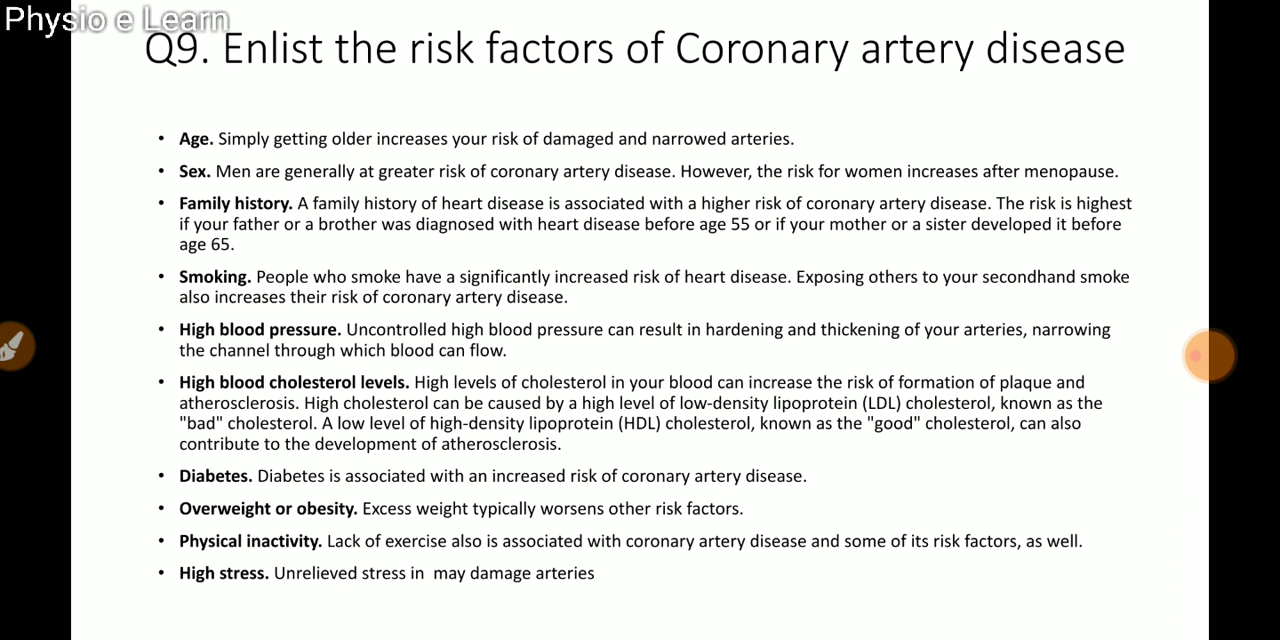 Physio e Learn
Q9. Enlist the risk factors of Coronary artery disease
• Age. Simply getting older increases your risk of damaged and narrowed arteries.
• Sex. Men are generally at greater risk of coronary artery disease. However, the risk for women increases after menopause.
• Family history. A family history of heart disease is associated with a higher risk of coronary artery disease. The risk is highest
if your father or a brother was diagnosed with heart disease before age 55 or if your mother or a sister developed it before
age 65.
• Smoking. People who smoke have a significantly increased risk of heart disease. Exposing others to your secondhand smoke
also increases their risk of coronary artery disease.
• High blood pressure. Uncontrolled high blood pressure can result in hardening and thickening of your arteries, narrowing
the channel through which blood can flow.
• High blood cholesterol levels. High levels of cholesterol in your blood can increase the risk of formation of plaque and
atherosclerosis. High cholesterol can be caused by a high level of low-density lipoprotein (LDL) cholesterol, known as the
"bad" cholesterol. A low level of high-density lipoprotein (HDL) cholesterol, known as the "good" cholesterol, can also
contribute to the development of atherosclerosis.
• Diabetes. Diabetes is associated with an increased risk of coronary artery disease.
• Overweight or obesity. Excess weight typically worsens other risk factors.
• Physical inactivity. Lack of exercise also is associated with coronary artery disease and some of its risk factors, as well.
• High stress. Unrelieved stress in  may damage arteries